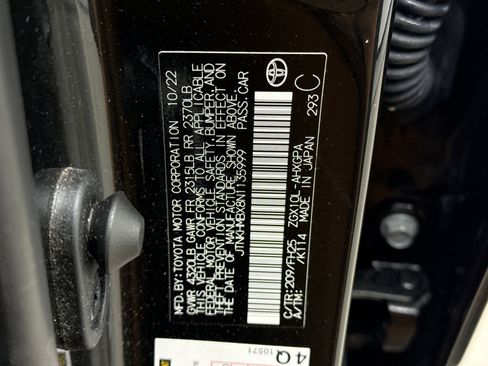 MFD.BY:TOYOTA MOTOR CORPORATION 10/22
GVWR 4320LB GAWR FR 2315LB RR 2370LB
THIS VEHICLE CONFORMS TO ALL APPLICABLE
FEDERAL MOTOR VEHICLE SAFETY, BUMPER, AND
THEFT PREVENTION STANDARDS IN EFFECT ON
THE DATE OF MANUFACTURE SHOWN ABOVE.
PASS.CAR
C/TR:209/FH25 ZGX10L-AHXGPA
A/TM: /K114 MADE IN JAPAN
293 C
4Q
10571